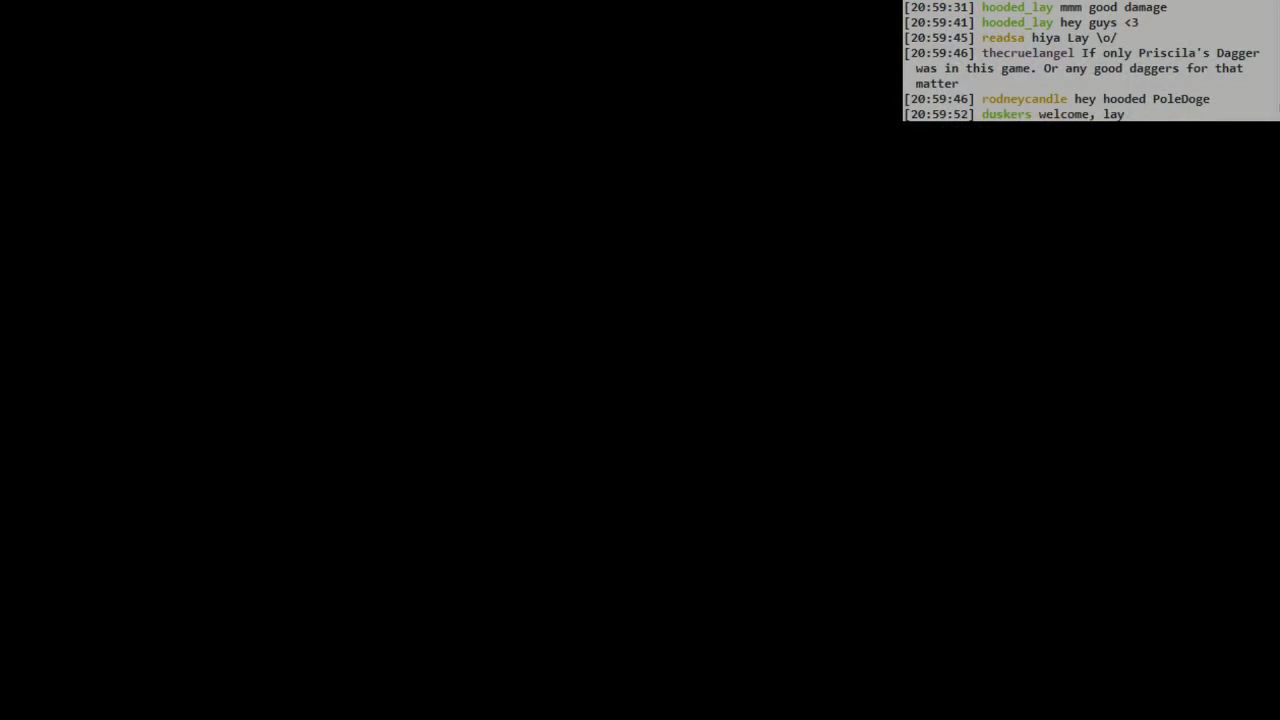 [20:59:31] hooded_lay mmm good damage
[20:59:41] hooded_lay hey guys <3
[20:59:45] readsa hiya Lay \o/
[20:59:46] thecruelangel If only Priscila's Dagger
was in this game. Or any good daggers for that
matter
[20:59:46] rodneycandle hey hooded PoleDoge
[20:59:52] duskers welcome, lay